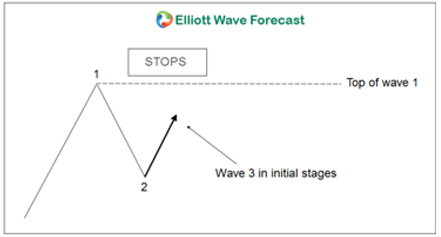 Elliott Wave Forecast
STOPS
1
Top of wave 1
Wave 3 in initial stages
2